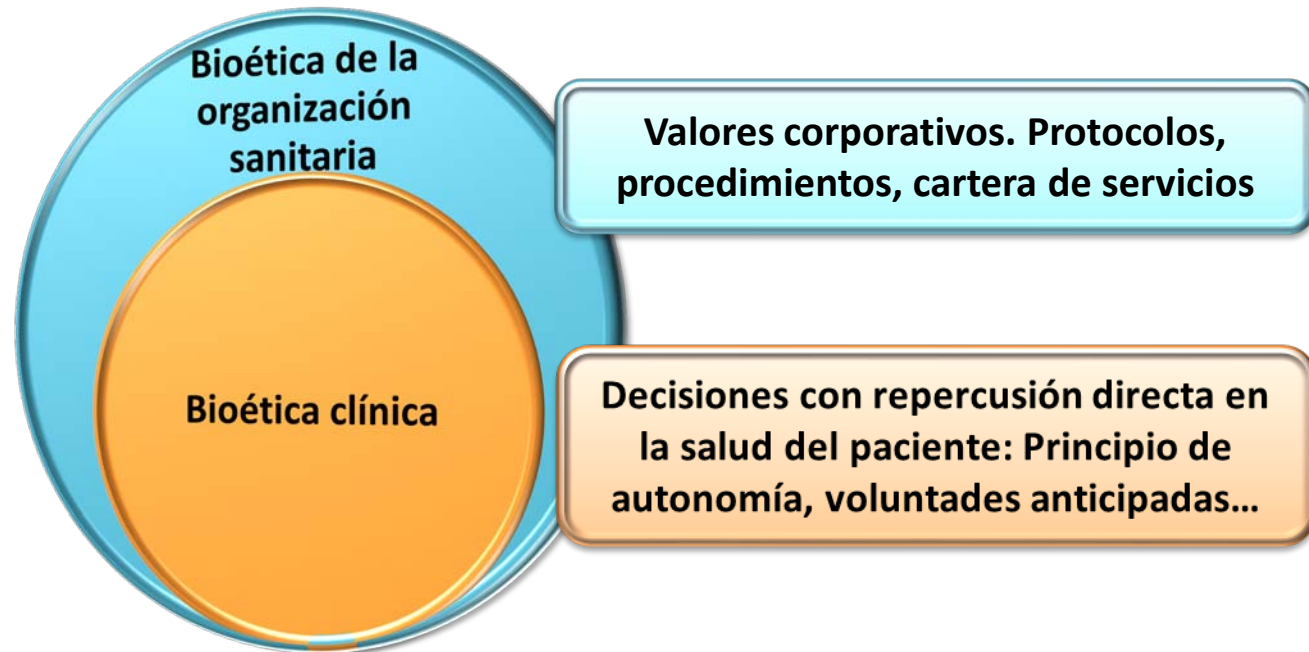 Bioética de la
organización
sanitaria
Valores corporativos. Protocolos,
procedimientos, cartera de servicios
Bioética clínica
Decisiones con repercusión directa en
la salud del paciente: Principio de
autonomía, voluntades anticipadas...